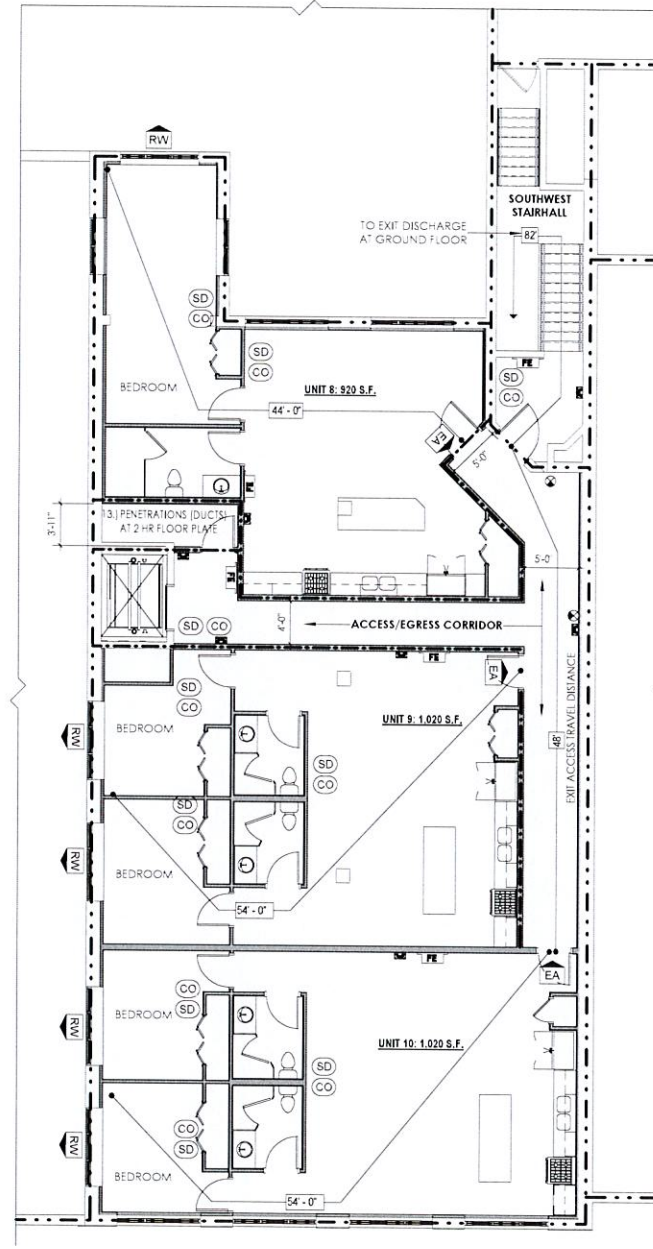 RW
SOUTHWEST
STAIRHALL
TO EXIT DISCHARGE
AT GROUND FLOOR
82'
SD
CO
SD
CO
FE
SD
CO
BEDROOM
UNIT 8: 920 S.F.
44' - 0"
EA
5'-0"
FE
3'-11"
13.) PENETRATIONS (DUCTS)
AT 2 HR FLOOR PLATE
5'-0"
FE
SD CO
4'-0"
ACCESS/EGRESS CORRIDOR
FE
EA
SD
CO
BEDROOM
RW
UNIT 9: 1,020 S.F.
48'
EXIT ACCESS TRAVEL DISTANCE
SD
CO
SD
CO
RW
BEDROOM
54' - 0"
FE
EA
CO
SD
BEDROOM
RW
UNIT 10: 1,020 S.F.
SD
CO
CO
SD
RW
BEDROOM
54' - 0"